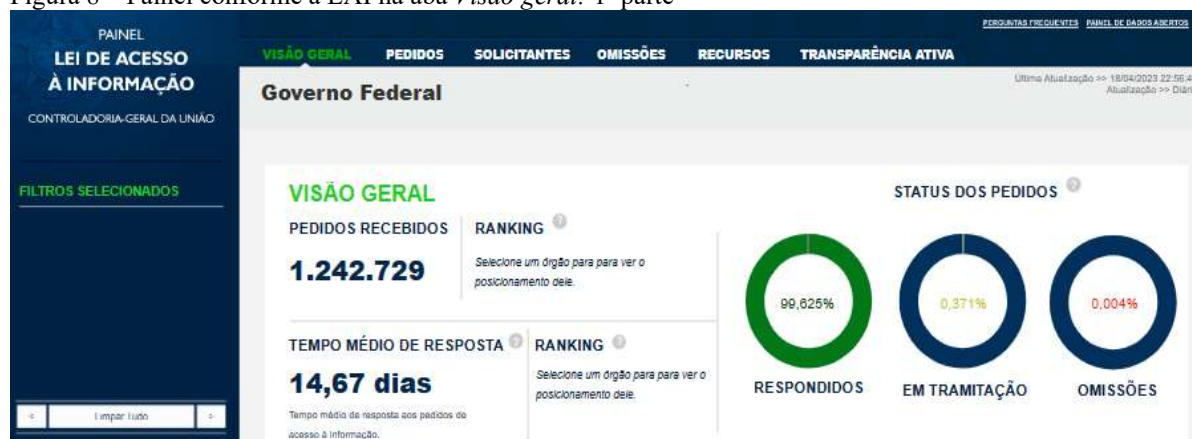 Figura 8 – Painel conforme a LAI na aba Visão geral: 1ª parte
PERGUNTAS FREQUENTES PAINEL DE DADOS ABERTOS
PAINEL
LEI DE ACESSO
À INFORMAÇÃO
CONTROLADORIA-GERAL DA UNIÃO
VISÃO GERAL PEDIDOS SOLICITANTES OMISSÕES RECURSOS TRANSPARÊNCIA ATIVA
Governo Federal
Última Atualização >> 18/04/2023 22:56:4
Atualização >> Diári
FILTROS SELECIONADOS
< Limpar Tudo >
VISÃO GERAL
PEDIDOS RECEBIDOS
1.242.729
RANKING
Selecione um órgão para para ver o
posicionamento dele.
TEMPO MÉDIO DE RESPOSTA
14,67 dias
Tempo médio de resposta aos pedidos de
acesso à informação.
RANKING
Selecione um órgão para para ver o
posicionamento dele.
STATUS DOS PEDIDOS
99,625%
RESPONDIDOS
0,371%
EM TRAMITAÇÃO
0,004%
OMISSÕES